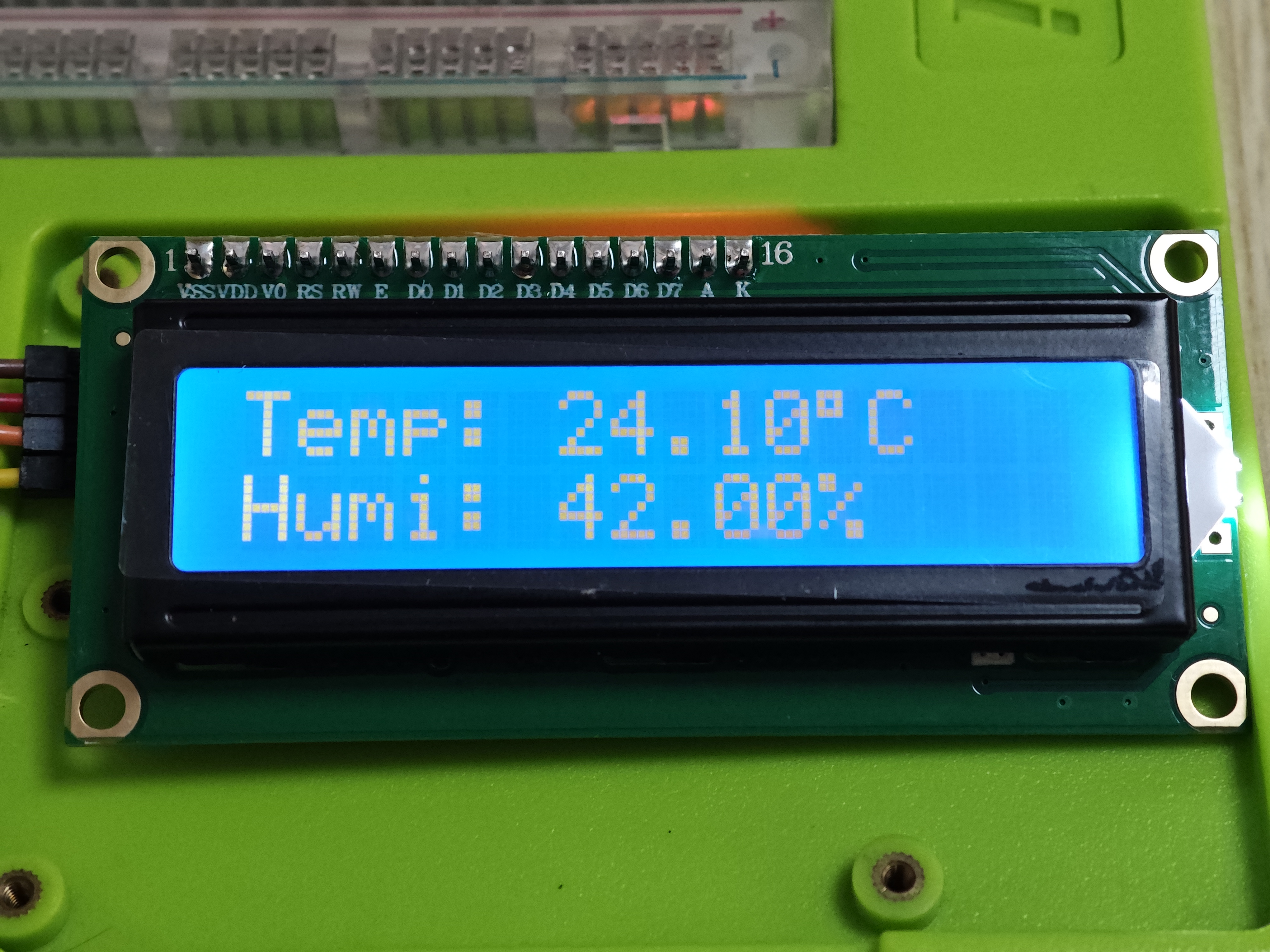 +
-
1 16
VSS VDD V0 RS RW E D0 D1 D2 D3 D4 D5 D6 D7 A K
Temp: 24.10°C
Humi: 42.00%